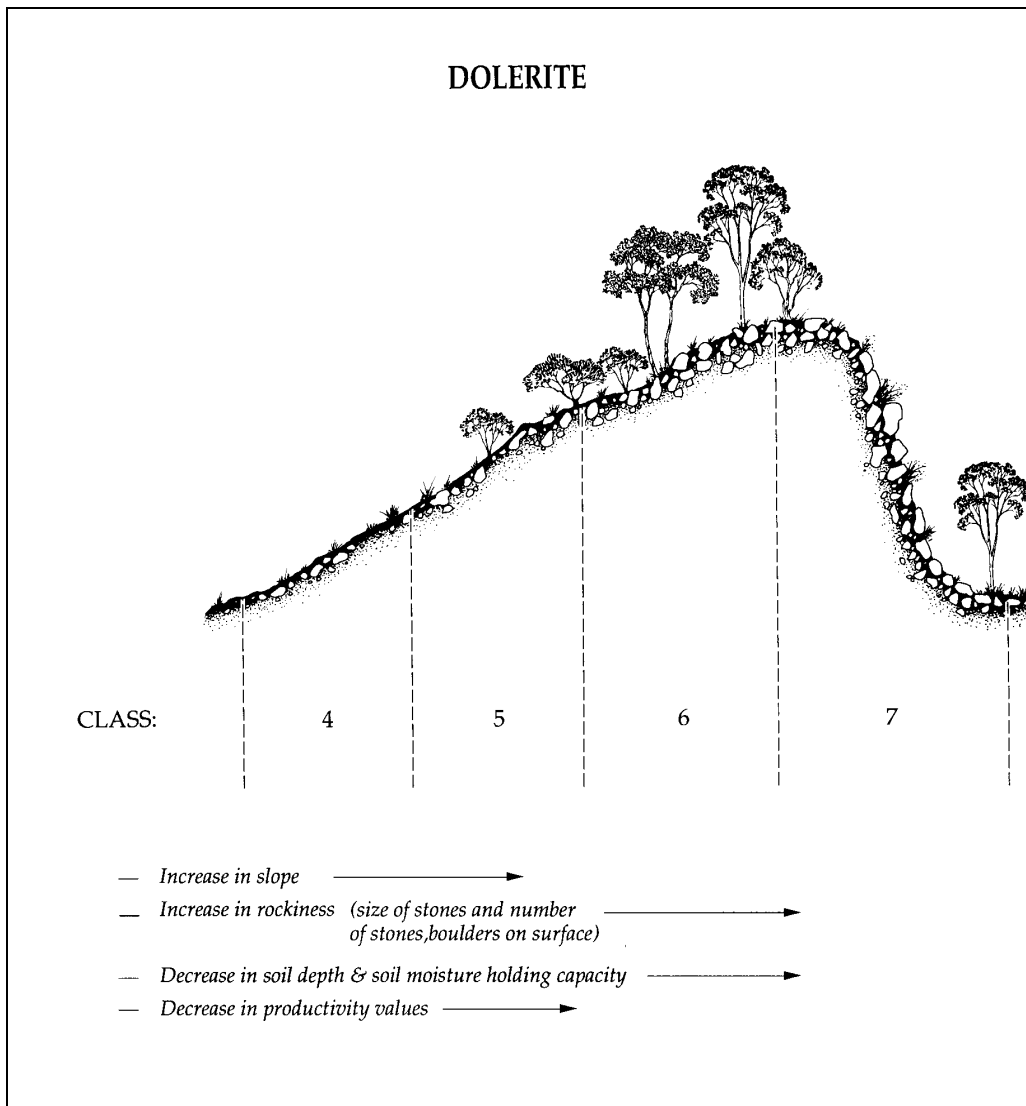 DOLERITE
CLASS: 4 5 6 7
— Increase in slope
— Increase in rockiness (size of stones and number
of stones,boulders on surface)
— Decrease in soil depth & soil moisture holding capacity
— Decrease in productivity values